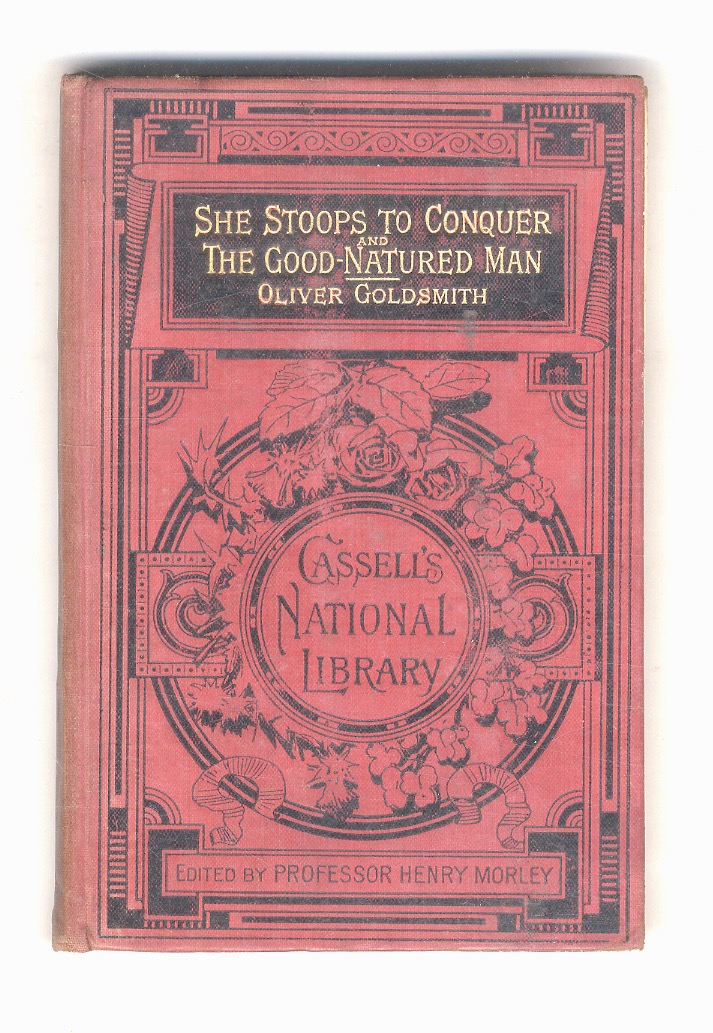 SHE STOOPS TO CONQUER
AND
THE GOOD-NATURED MAN
OLIVER GOLDSMITH
CASSELL'S
NATIONAL
LIBRARY
EDITED BY PROFESSOR HENRY MORLEY